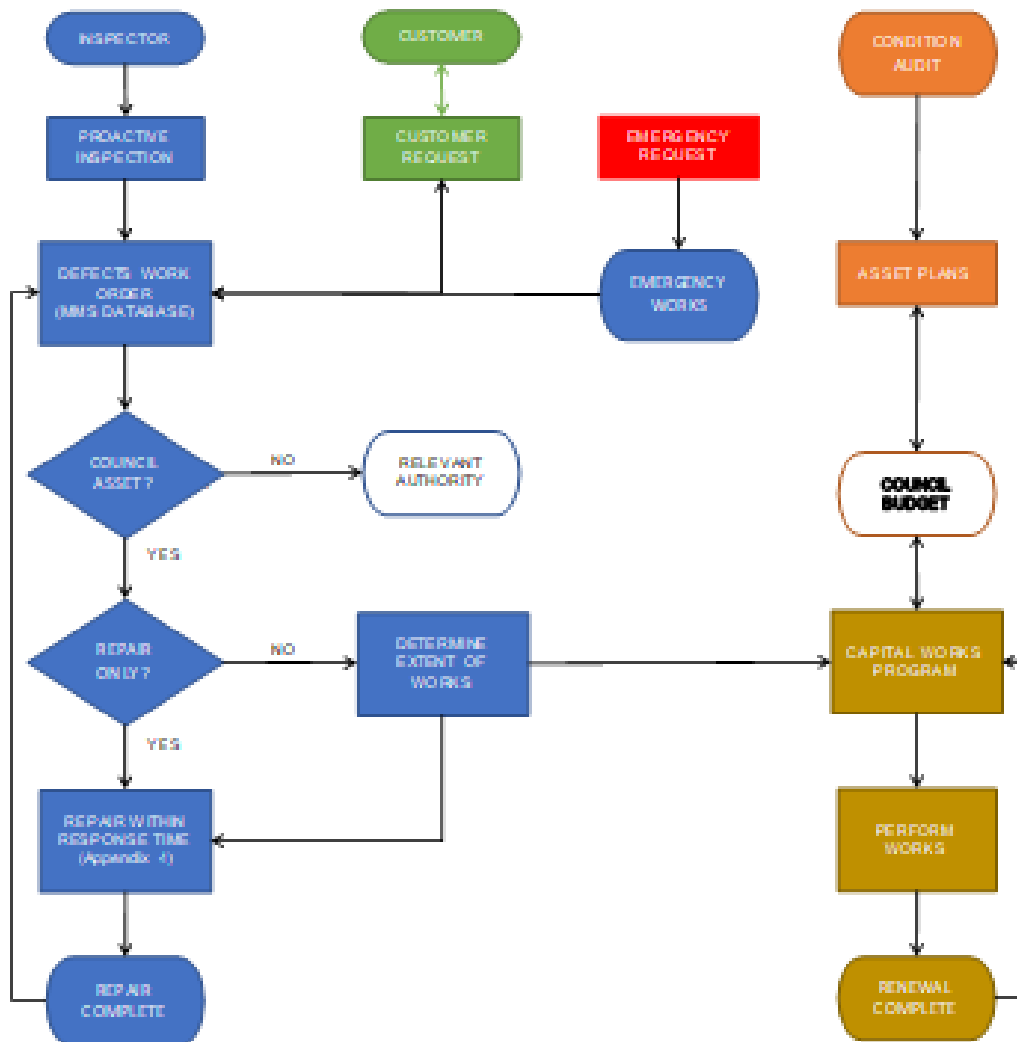 INSPECTOR
CUSTOMER
CONDITION
AUDIT
PROACTIVE
INSPECTION
CUSTOMER
REQUEST
EMERGENCY
REQUEST
DEFECTS WORK
ORDER
(MMS DATABASE)
EMERGENCY
WORKS
ASSET PLANS
COUNCIL
ASSET?
NO
RELEVANT
AUTHORITY
COUNCIL
BUDGET
YES
REPAIR
ONLY?
NO
DETERMINE
EXTENT OF
WORKS
CAPITAL WORKS
PROGRAM
YES
REPAIR WITHIN
RESPONSE TIME
(Appendix 4)
PERFORM
WORKS
REPAIR
COMPLETE
RENEWAL
COMPLETE